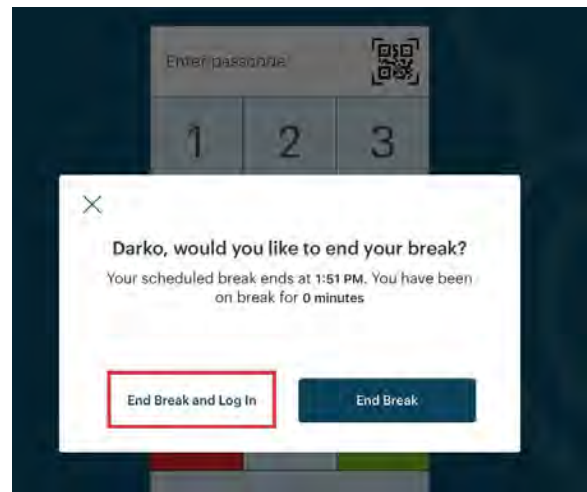 Enter passcode
1 2 3
Darko, would you like to end your break?
Your scheduled break ends at 1:51 PM. You have been
on break for 0 minutes
End Break and Log In
End Break